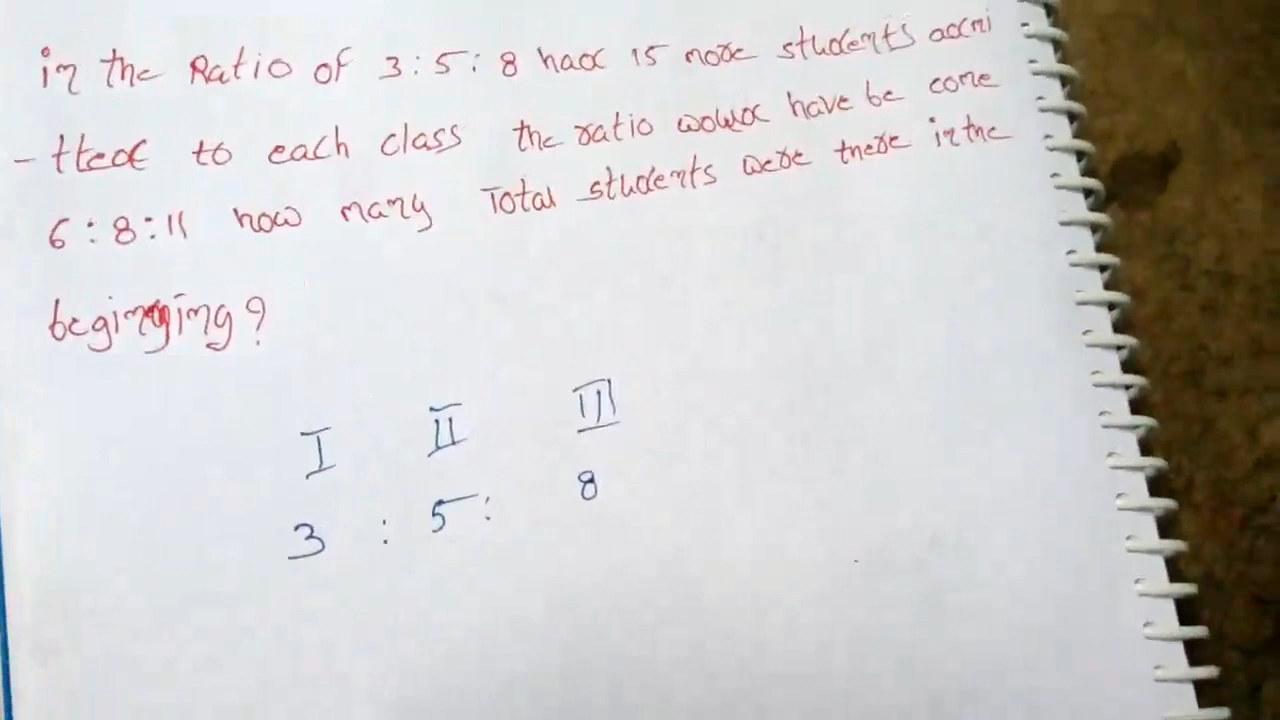 in the Ratio of 3:5:8 had 15 more students admi
-tted to each class the ratio would have be come
6:8:11 how many Total students were there in the
beginging?
I II III
3 : 5 : 8